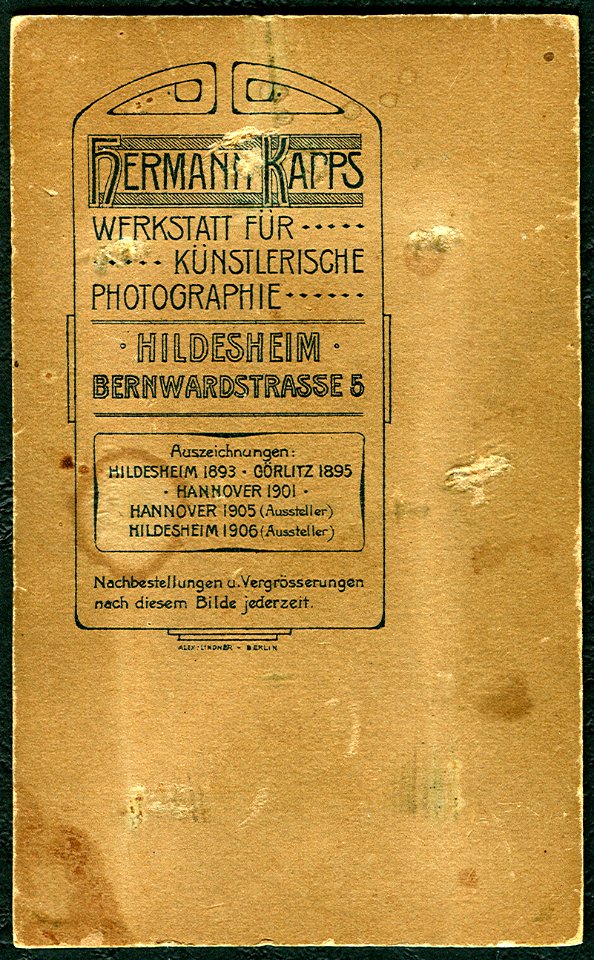 HERMANN KAPPS
WERKSTATT FÜR
KÜNSTLERISCHE
PHOTOGRAPHIE
HILDESHEIM
BERNWARDSTRASSE 5
Auszeichnungen:
HILDESHEIM 1893 · GÖRLITZ 1895
· HANNOVER 1901 ·
HANNOVER 1905 (Aussteller)
HILDESHEIM 1906 (Aussteller)
Nachbestellungen u. Vergrösserungen
nach diesem Bilde jederzeit.
ALEX. LINDNER - BERLIN